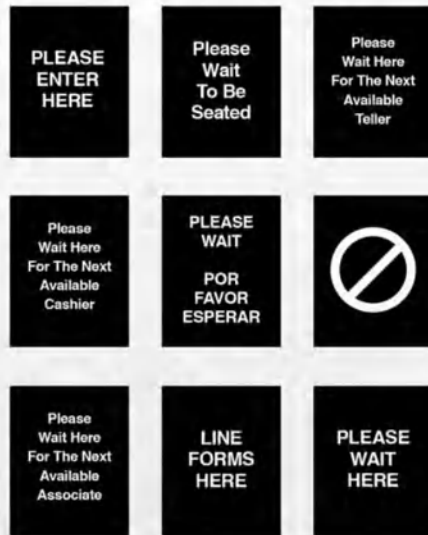 PLEASE
ENTER
HERE
Please
Wait
To Be
Seated
Please
Wait Here
For The Next
Available
Teller
Please
Wait Here
For The Next
Available
Cashier
PLEASE
WAIT
POR
FAVOR
ESPERAR
Please
Wait Here
For The Next
Available
Associate
LINE
FORMS
HERE
PLEASE
WAIT
HERE